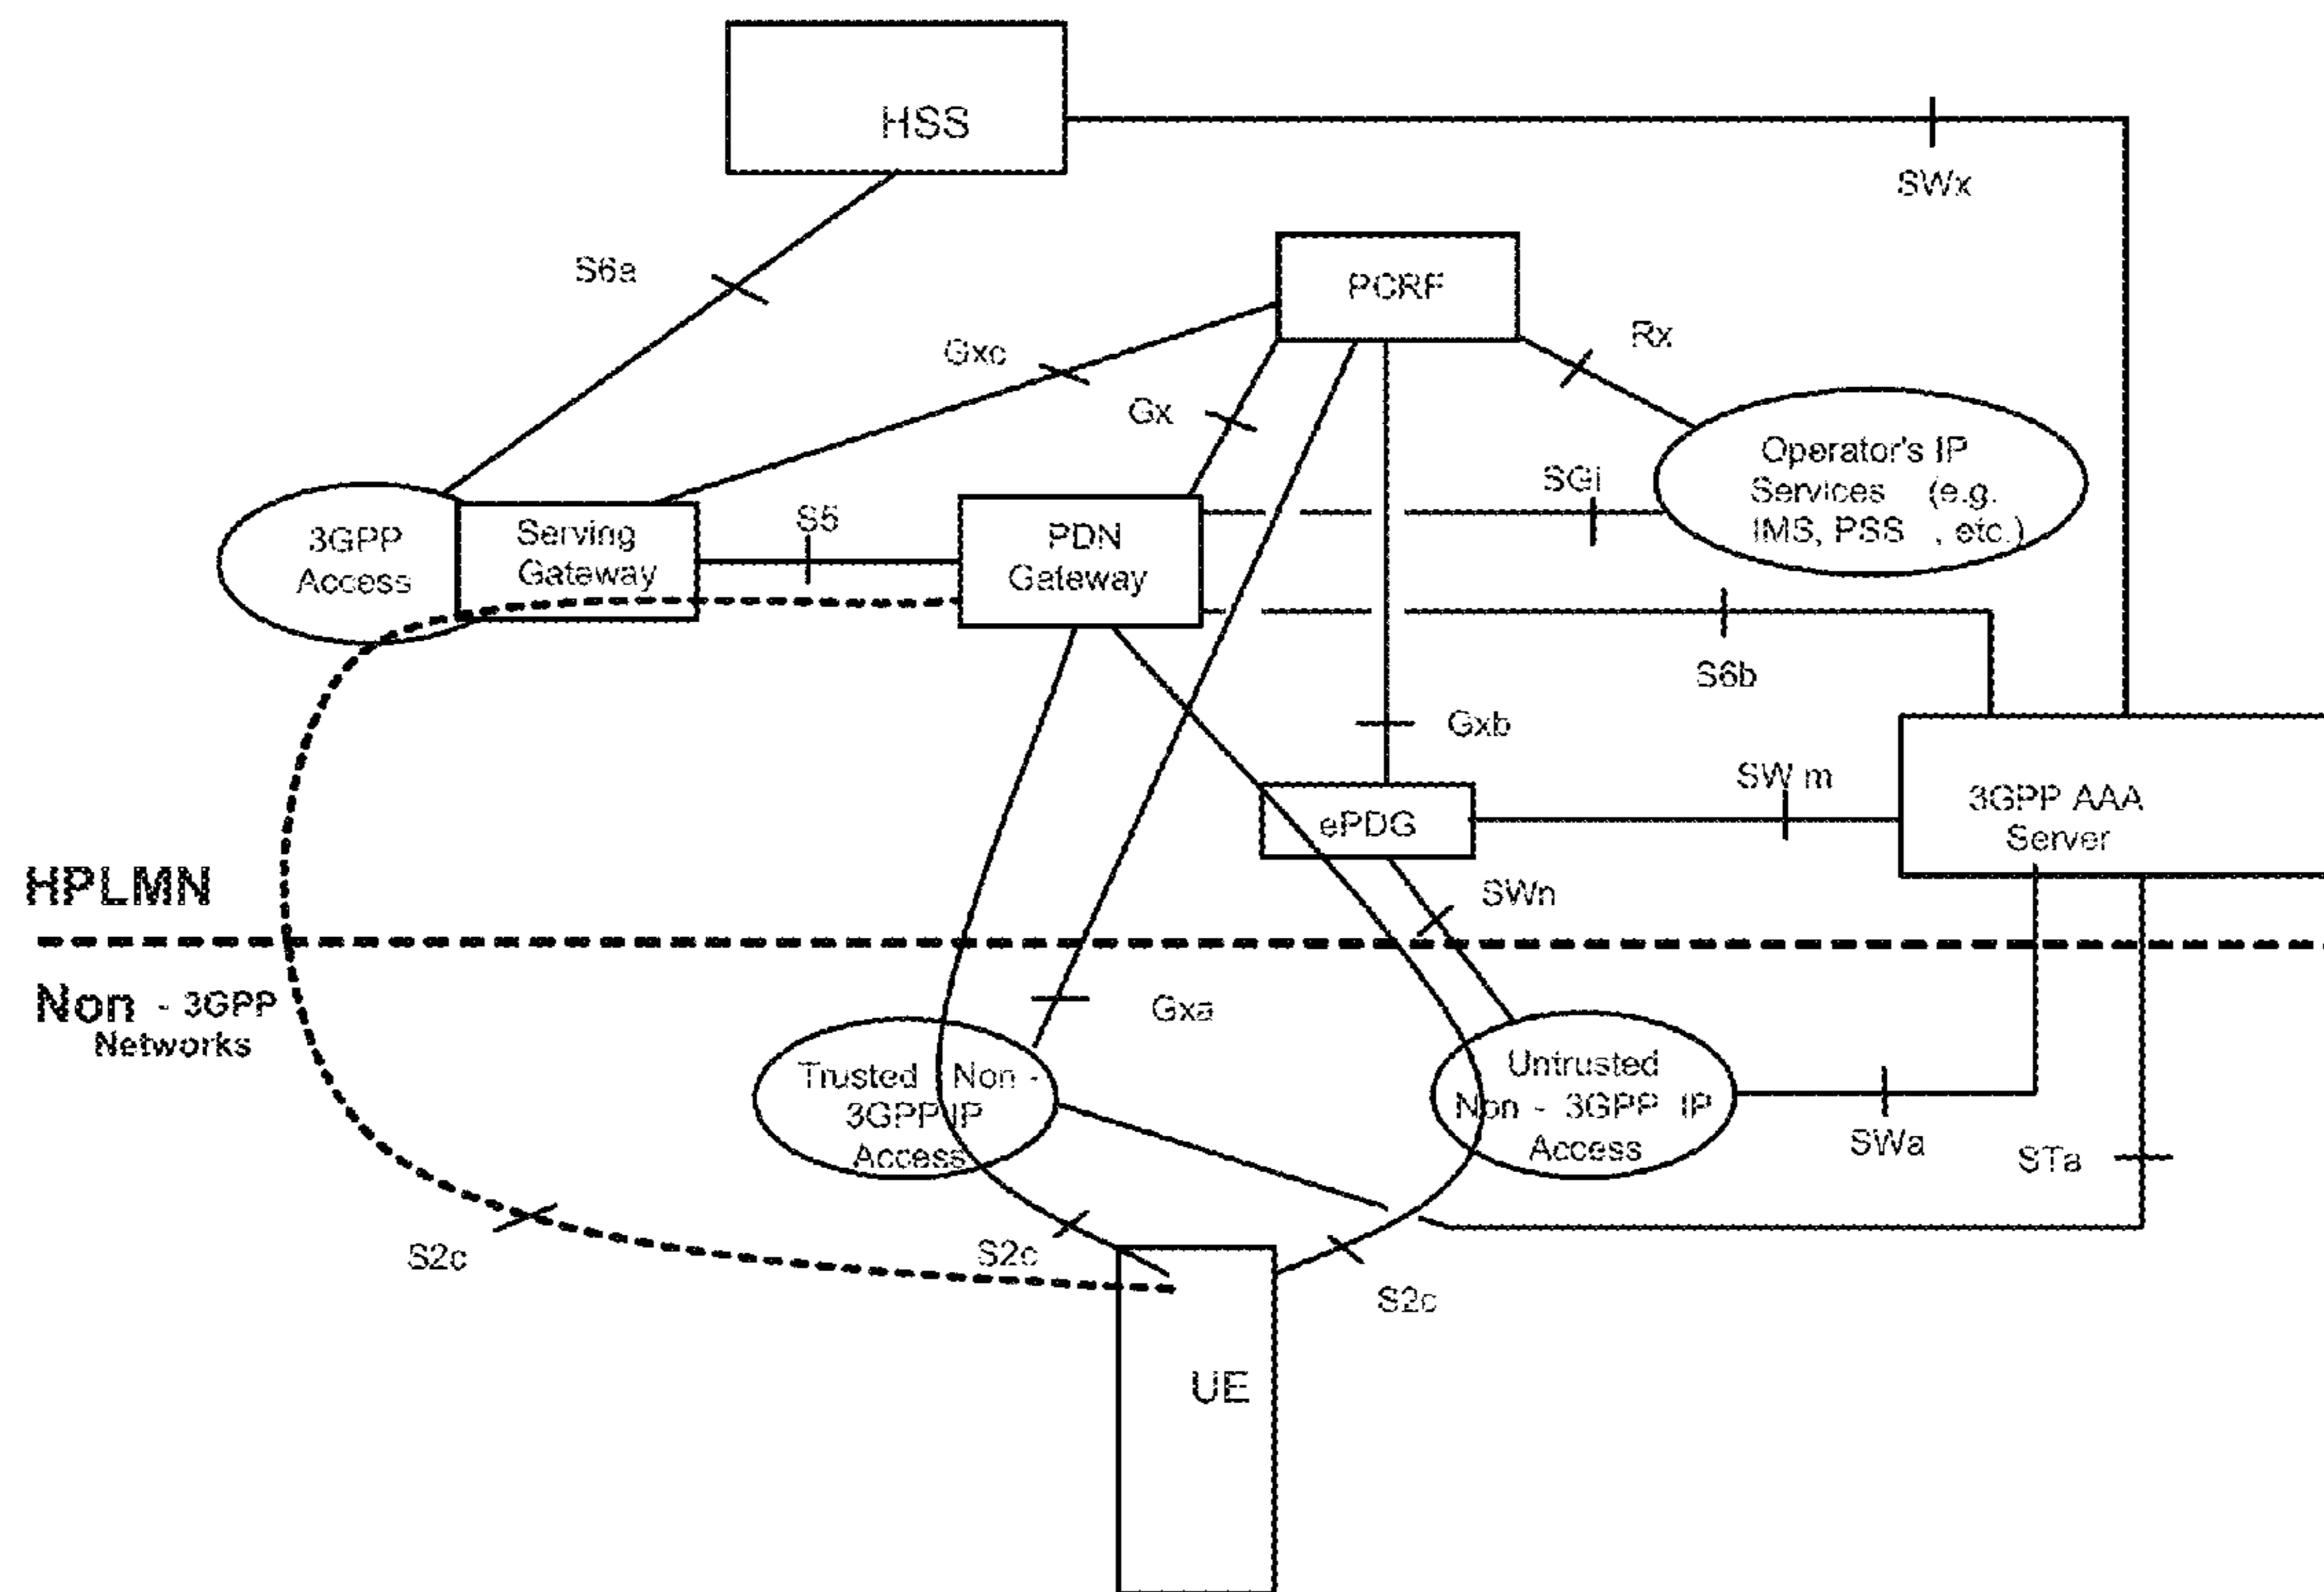 HSS
SWx
S6a
PCRF
Rx
Gxc
Gx
Operator's IP
Services (e.g.
IMS, PSS , etc.)
SGi
S5
3GPP
Access
Serving
Gateway
PDN
Gateway
S6b
Gxb
SW m
3GPP AAA
Server
ePDG
HPLMN
SWn
Non - 3GPP
Networks
Gxa
Trusted Non -
3GPP IP
Access
Untrusted
Non - 3GPP IP
Access
SWa
STa
S2c
S2c
S2c
UE